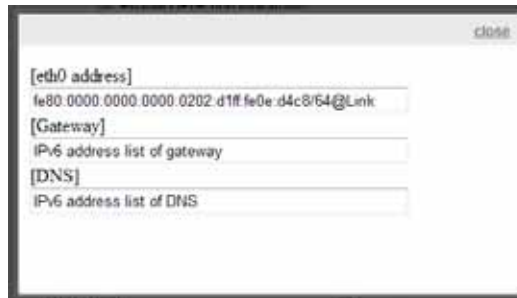 close
[eth0 address]
fe80:0000:0000:0000:0202:d1ff:fe0e:d4c8/64@Link
[Gateway]
IPv6 address list of gateway
[DNS]
IPv6 address list of DNS